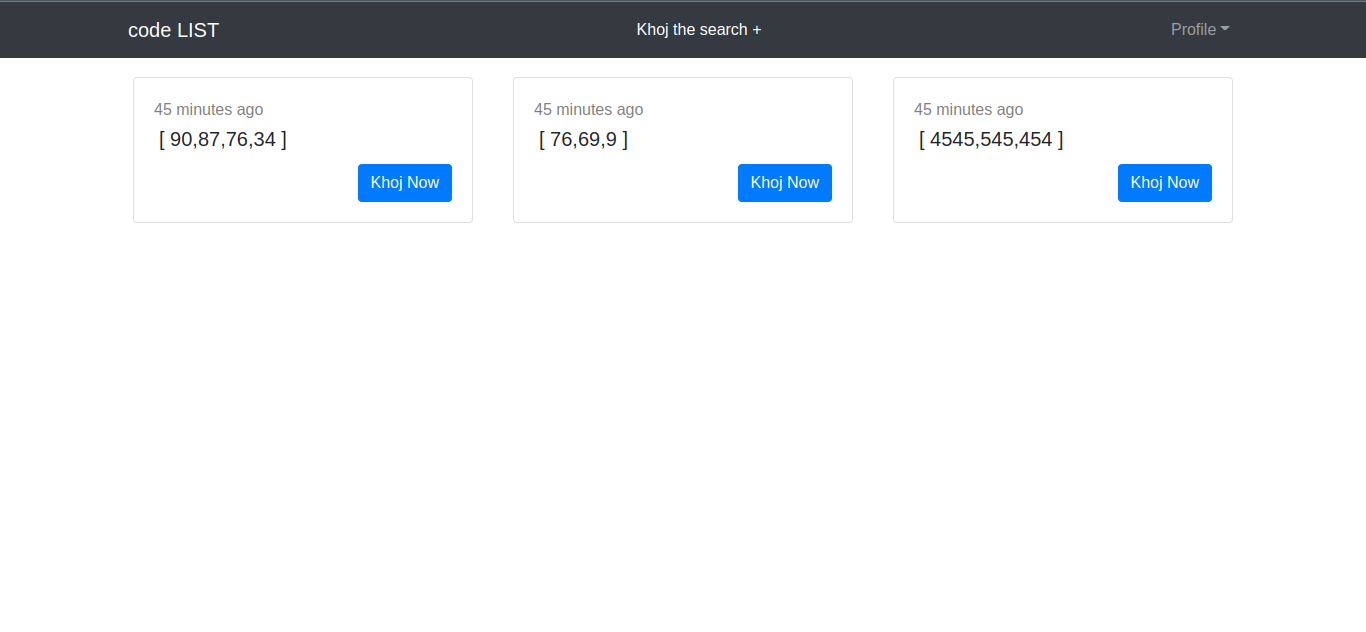 code LIST
Khoj the search +
Profile
45 minutes ago
[ 90,87,76,34 ]
Khoj Now
45 minutes ago
[ 76,69,9 ]
Khoj Now
45 minutes ago
[ 4545,545,454 ]
Khoj Now